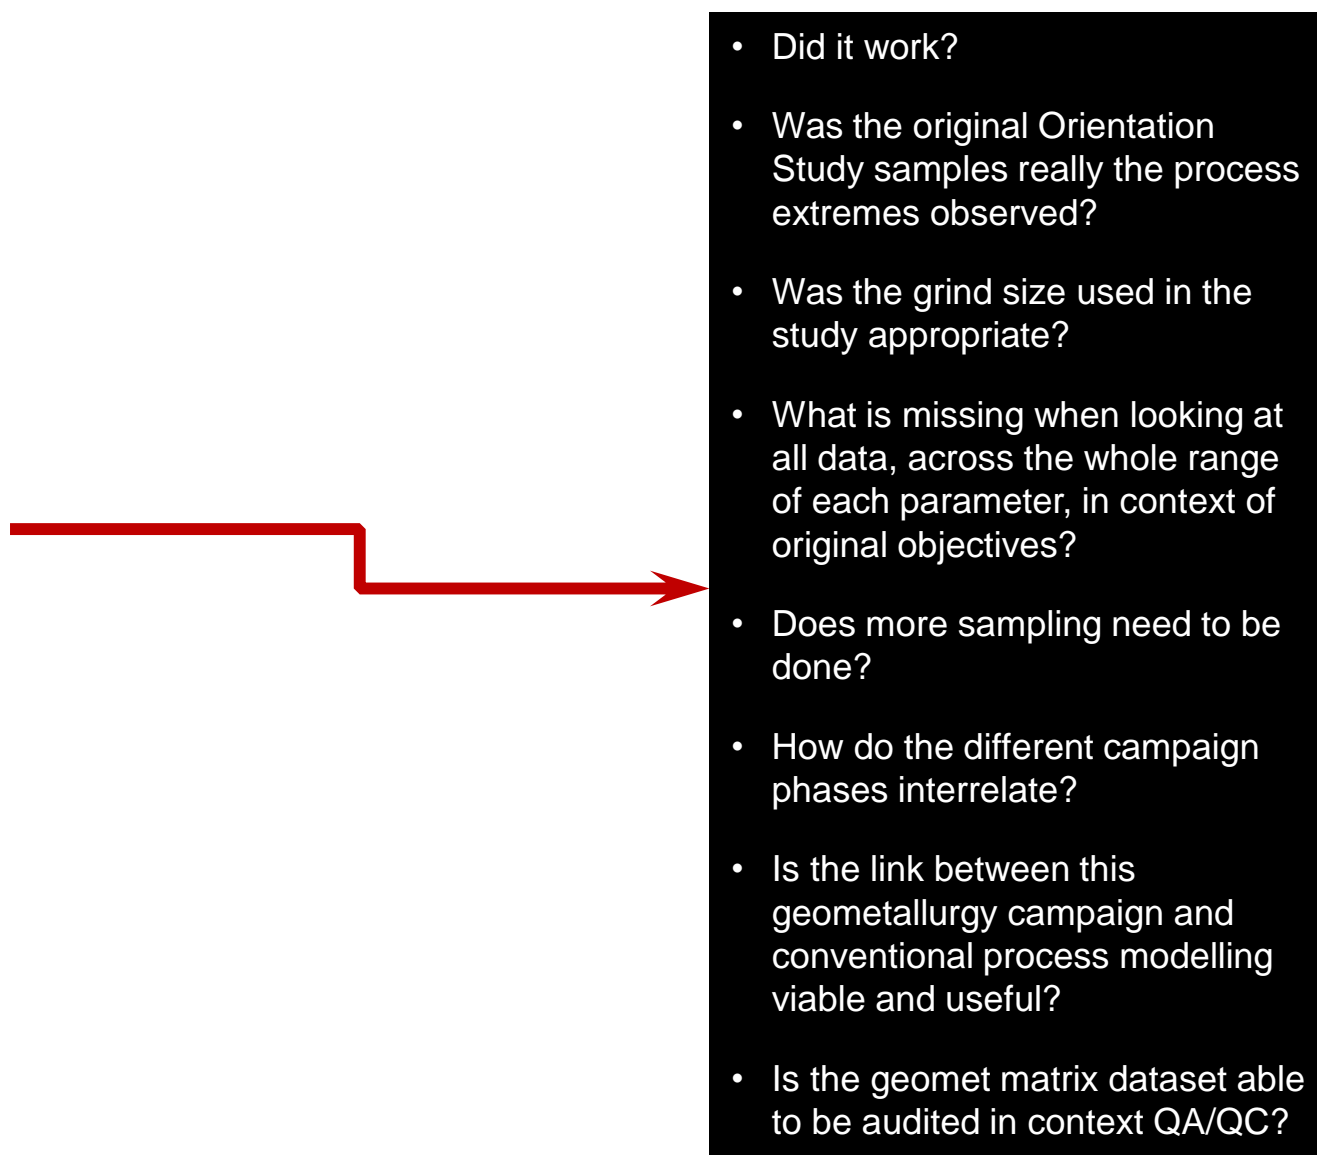 • Did it work?
• Was the original Orientation
Study samples really the process
extremes observed?
• Was the grind size used in the
study appropriate?
• What is missing when looking at
all data, across the whole range
of each parameter, in context of
original objectives?
• Does more sampling need to be
done?
• How do the different campaign
phases interrelate?
• Is the link between this
geometallurgy campaign and
conventional process modelling
viable and useful?
• Is the geomet matrix dataset able
to be audited in context QA/QC?